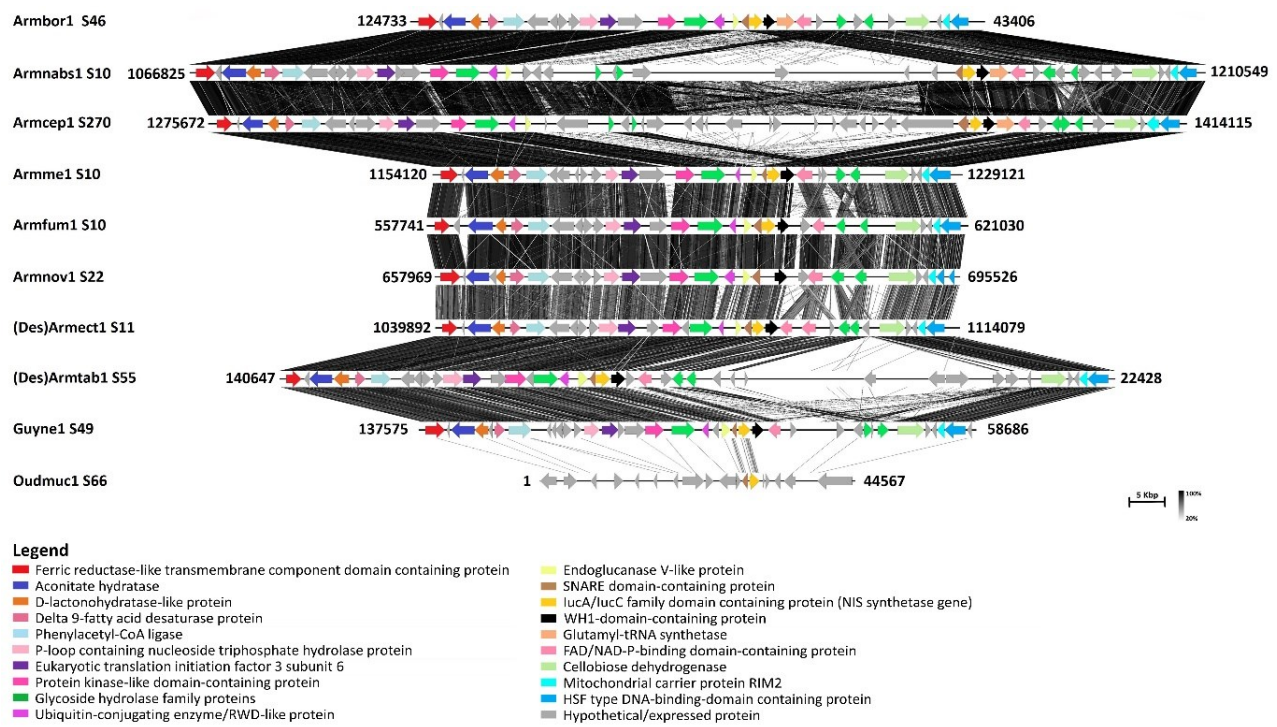 Armbor1 S46 124733 43406
Armnabs1 S10 1066825 1210549
Armcep1 S270 1275672 1414115
Armme1 S10 1154120 1229121
Armfum1 S10 557741 621030
Armnov1 S22 657969 695526
(Des)Armect1 S11 1039892 1114079
(Des)Armtab1 S55 140647 22428
Guyne1 S49 137575 58686
Oudmuc1 S66 1 44567
5 Kbp 100%
20%
Legend
Ferric reductase-like transmembrane component domain containing protein
Aconitate hydratase
D-lactonohydratase-like protein
Delta 9-fatty acid desaturase protein
Phenylacetyl-CoA ligase
P-loop containing nucleoside triphosphate hydrolase protein
Eukaryotic translation initiation factor 3 subunit 6
Protein kinase-like domain-containing protein
Glycoside hydrolase family proteins
Ubiquitin-conjugating enzyme/RWD-like protein
Endoglucanase V-like protein
SNARE domain-containing protein
IucA/IucC family domain containing protein (NIS synthetase gene)
WH1-domain-containing protein
Glutamyl-tRNA synthetase
FAD/NAD-P-binding domain-containing protein
Cellobiose dehydrogenase
Mitochondrial carrier protein RIM2
HSF type DNA-binding-domain containing protein
Hypothetical/expressed protein